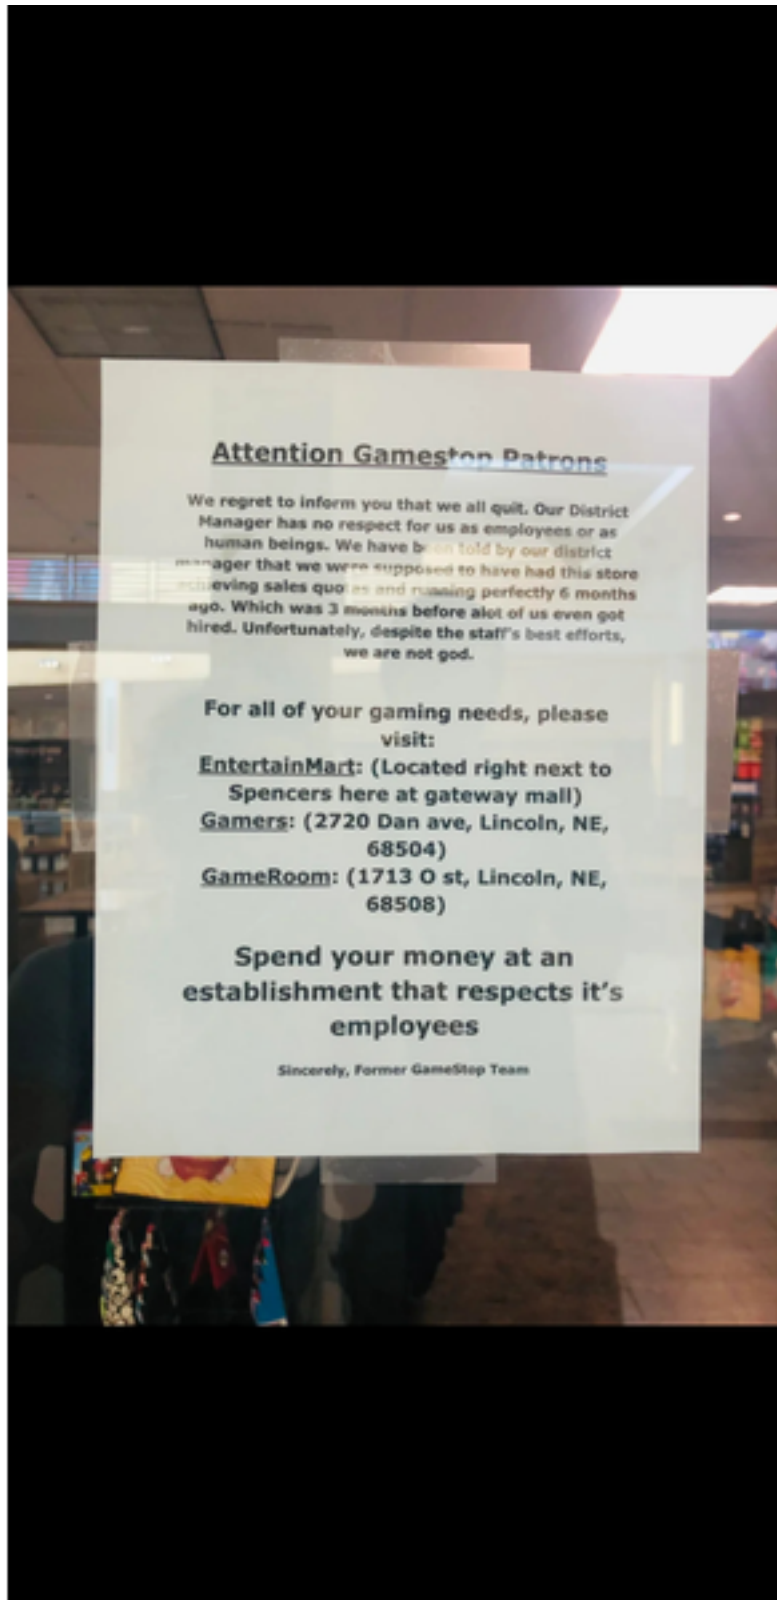 Attention Gamestop Patrons
We regret to inform you that we all quit. Our District
Manager has no respect for us as employees or as
human beings. We have been told by our district
manager that we were supposed to have had this store
achieving sales quotas and running perfectly 6 months
ago. Which was 3 months before alot of us even got
hired. Unfortunately, despite the staff's best efforts,
we are not god.
For all of your gaming needs, please
visit:
EntertainMart: (Located right next to
Spencers here at gateway mall)
Gamers: (2720 Dan ave, Lincoln, NE,
68504)
GameRoom: (1713 O st, Lincoln, NE,
68508)
Spend your money at an
establishment that respects it's
employees
Sincerely, Former GameStop Team